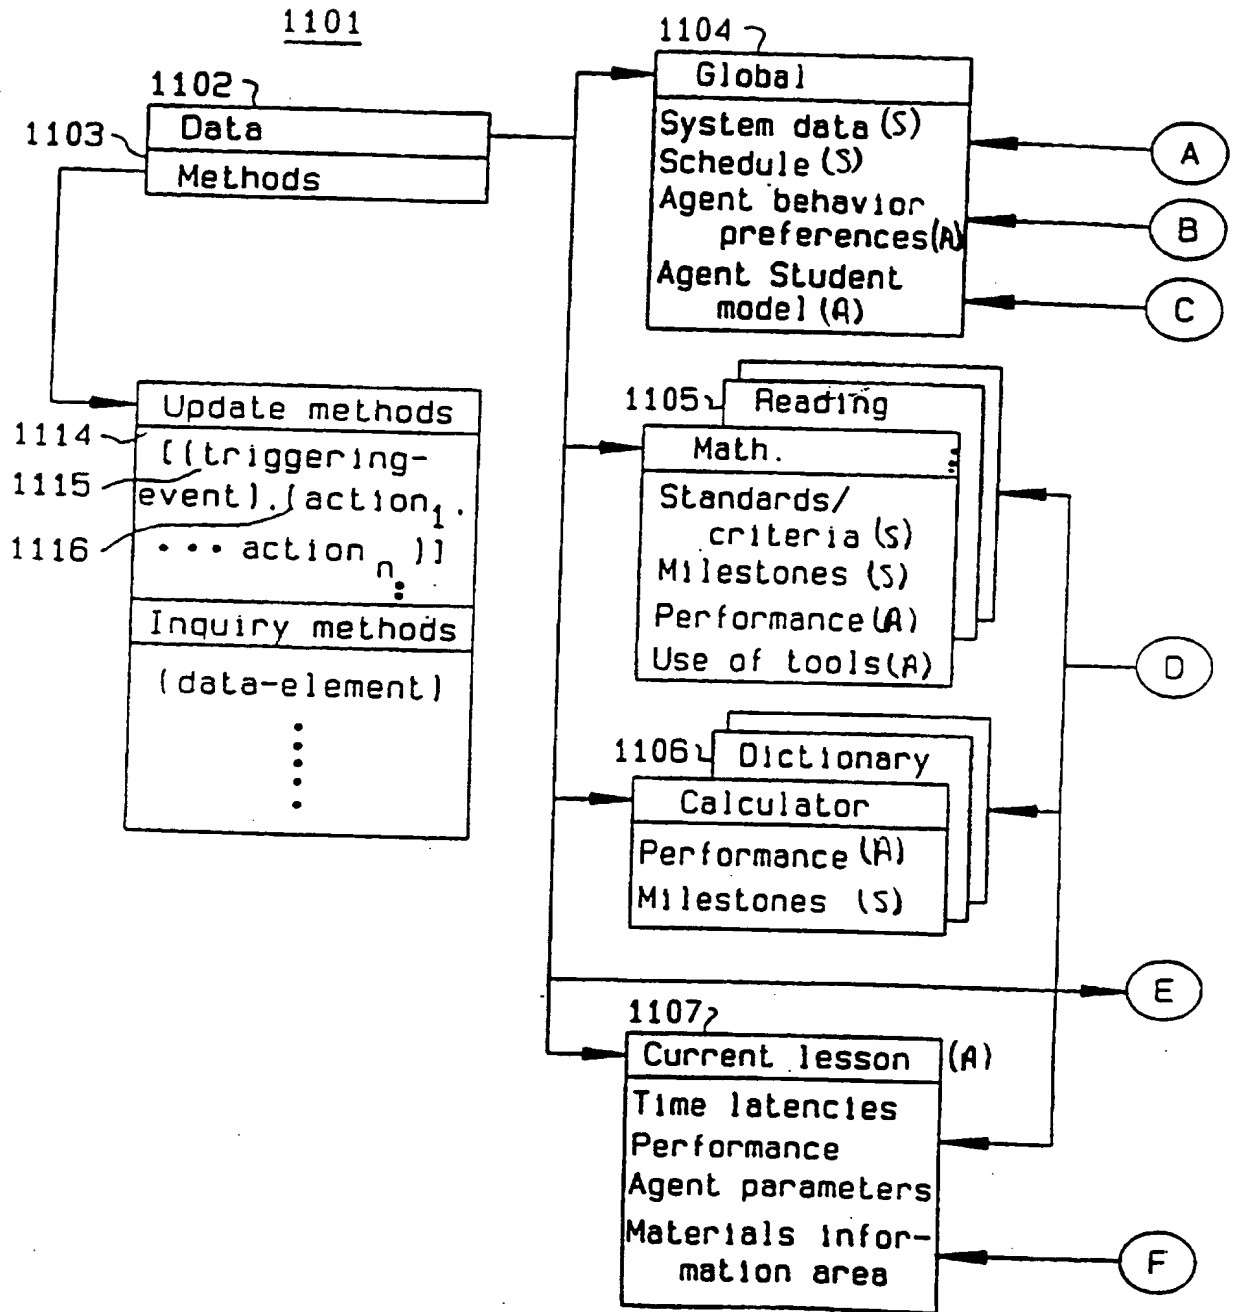 1101
1102
Data
1103
Methods
Update methods
1114
[((triggering-
1115
event).(action1.
1116
••• action n )]
Inquiry methods
(data-element)
1104
Global
System data (S)
Schedule (S)
Agent behavior
preferences (A)
Agent Student
model (A)
A
B
C
1105
Reading
Math.
Standards/
criteria (S)
Milestones (S)
Performance (A)
Use of tools (A)
D
1106
Dictionary
Calculator
Performance (A)
Milestones (S)
E
1107
Current lesson (A)
Time latencies
Performance
Agent parameters
Materials infor-
mation area
F